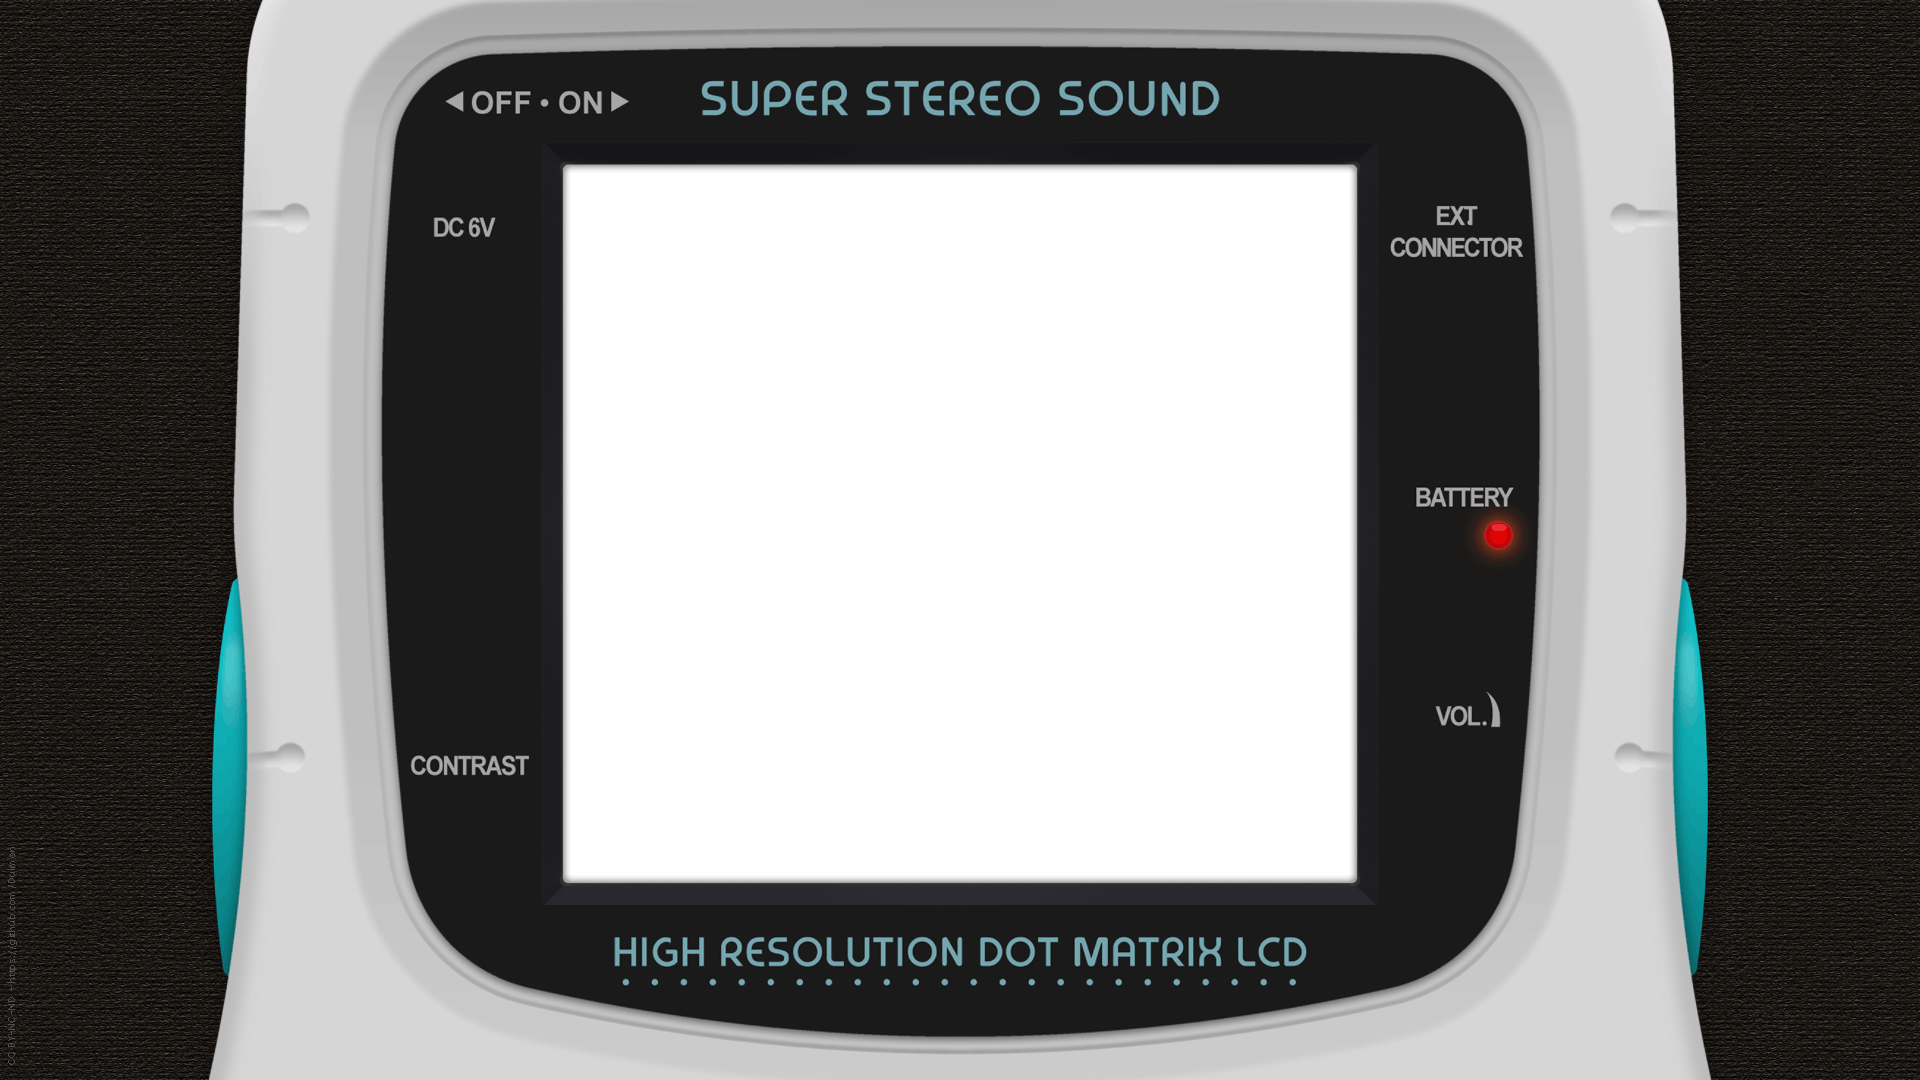 ◀OFF • ON▶
SUPER STEREO SOUND
DC 6V
EXT
CONNECTOR
BATTERY
VOL.
CONTRAST
HIGH RESOLUTION DOT MATRIX LCD